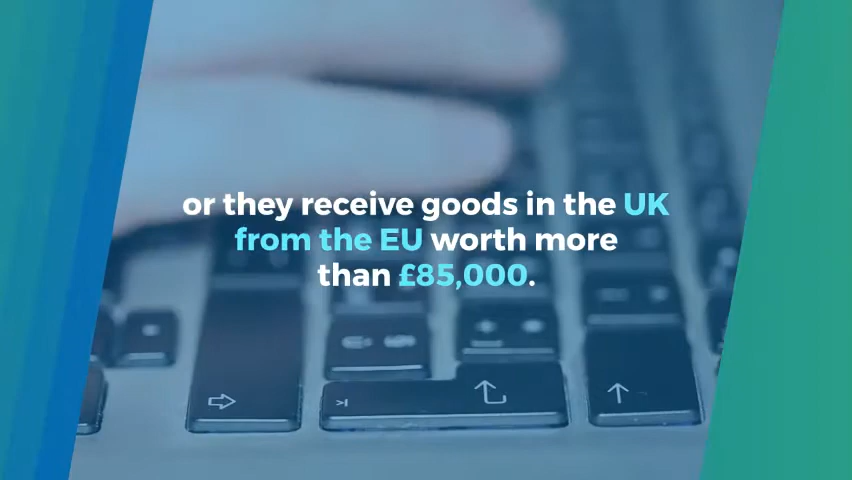 or they receive goods in the UK
from the EU worth more
than £85,000.